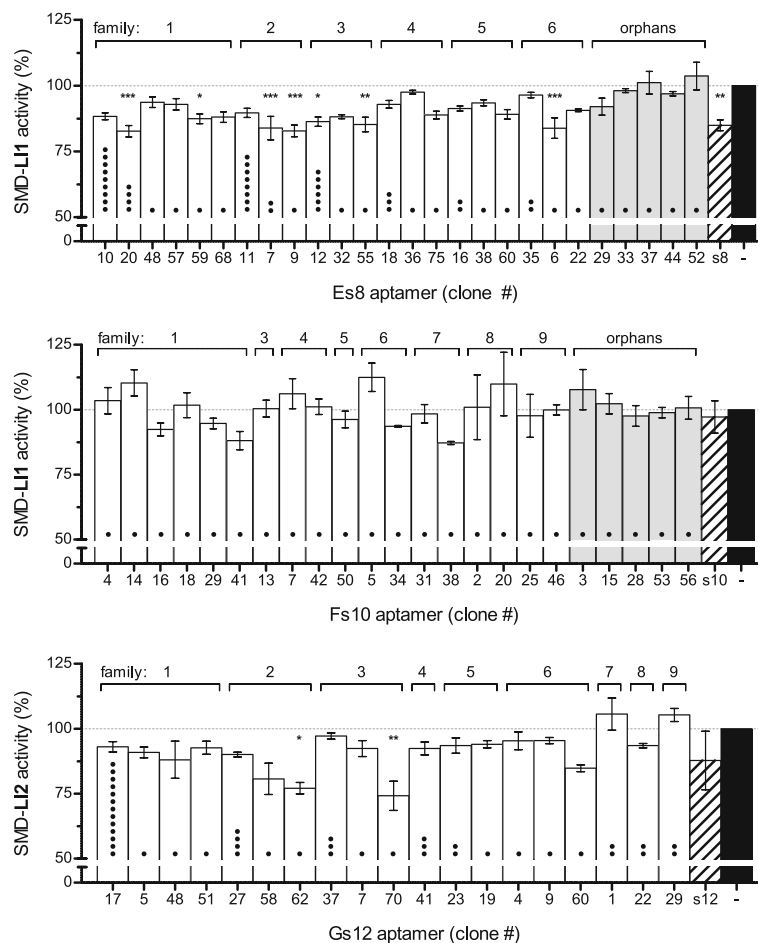 family: 1 2 3 4 5 6 orphans
125
100
75
50
0
SMD-LI1 activity (%)
*** * *** *** * ** *** **
10 20 48 57 59 68 11 7 9 12 32 55 18 36 75 16 38 60 35 6 22 29 33 37 44 52 s8 -
Es8 aptamer (clone #)
family: 1 3 4 5 6 7 8 9 orphans
125
100
75
50
0
SMD-LI1 activity (%)
4 14 16 18 29 41 13 7 42 50 5 34 31 38 2 20 25 46 3 15 28 53 56 s10 -
Fs10 aptamer (clone #)
family: 1 2 3 4 5 6 7 8 9
125
100
75
50
0
SMD-LI2 activity (%)
* **
17 5 48 51 27 58 62 37 7 70 41 23 19 4 9 60 1 22 29 s12 -
Gs12 aptamer (clone #)